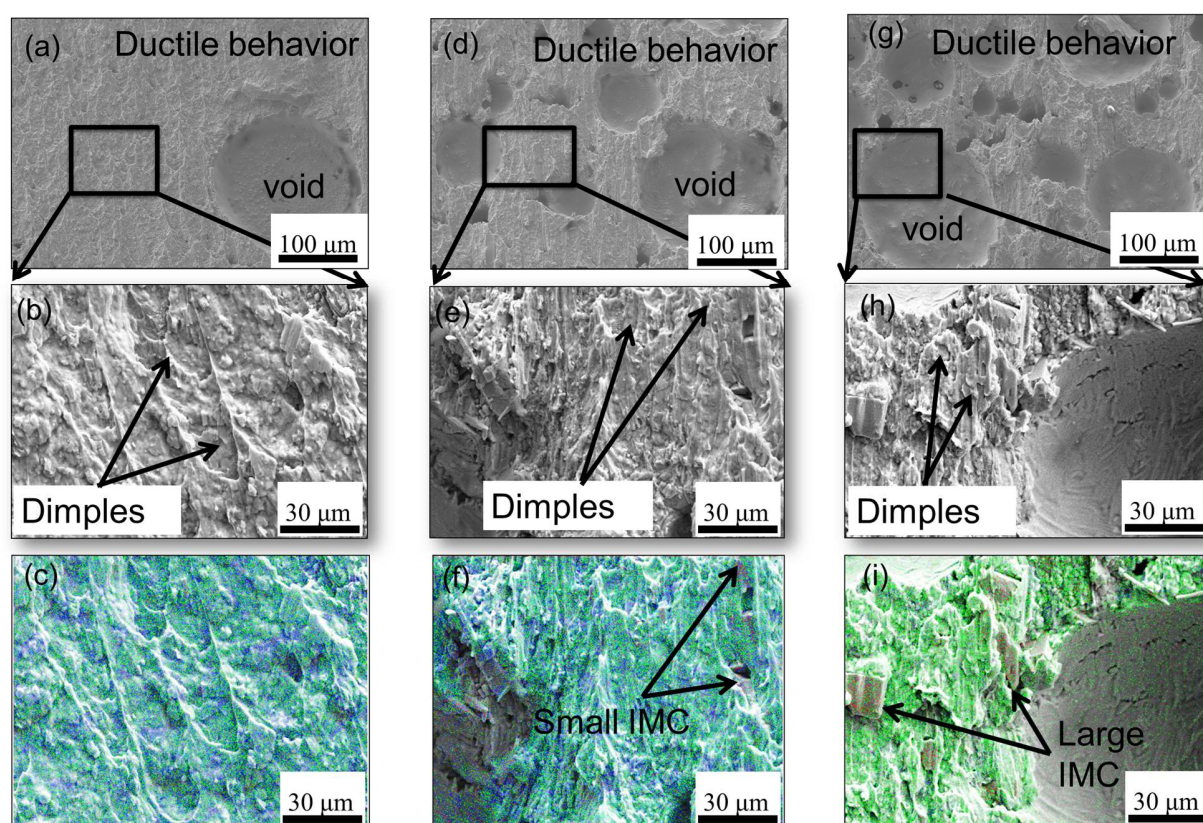 (a)
Ductile behavior
void
100 μm
(d)
Ductile behavior
void
100 μm
(g)
Ductile behavior
void
100 μm
(b)
Dimples
30 μm
(e)
Dimples
30 μm
(h)
Dimples
30 μm
(c)
30 μm
(f)
Small IMC
30 μm
(i)
Large
IMC
30 μm